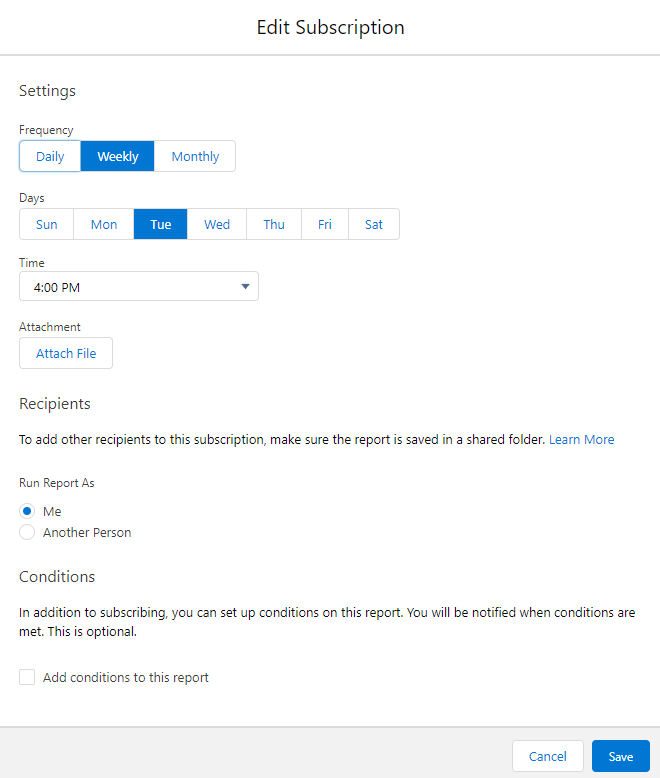 Edit Subscription
Settings
Frequency
Daily Weekly Monthly
Days
Sun Mon Tue Wed Thu Fri Sat
Time
4:00 PM
Attachment
Attach File
Recipients
To add other recipients to this subscription, make sure the report is saved in a shared folder. Learn More
Run Report As
Me
Another Person
Conditions
In addition to subscribing, you can set up conditions on this report. You will be notified when conditions are
met. This is optional.
Add conditions to this report
Cancel Save